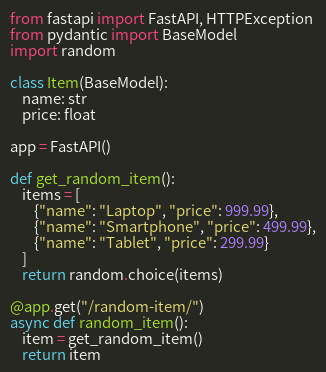 from fastapi import FastAPI, HTTPException
from pydantic import BaseModel
import random

class Item(BaseModel):
    name: str
    price: float

app = FastAPI()

def get_random_item():
    items = [
        {"name": "Laptop", "price": 999.99},
        {"name": "Smartphone", "price": 499.99},
        {"name": "Tablet", "price": 299.99}
    ]
    return random.choice(items)

@app.get("/random-item/")
async def random_item():
    item = get_random_item()
    return item